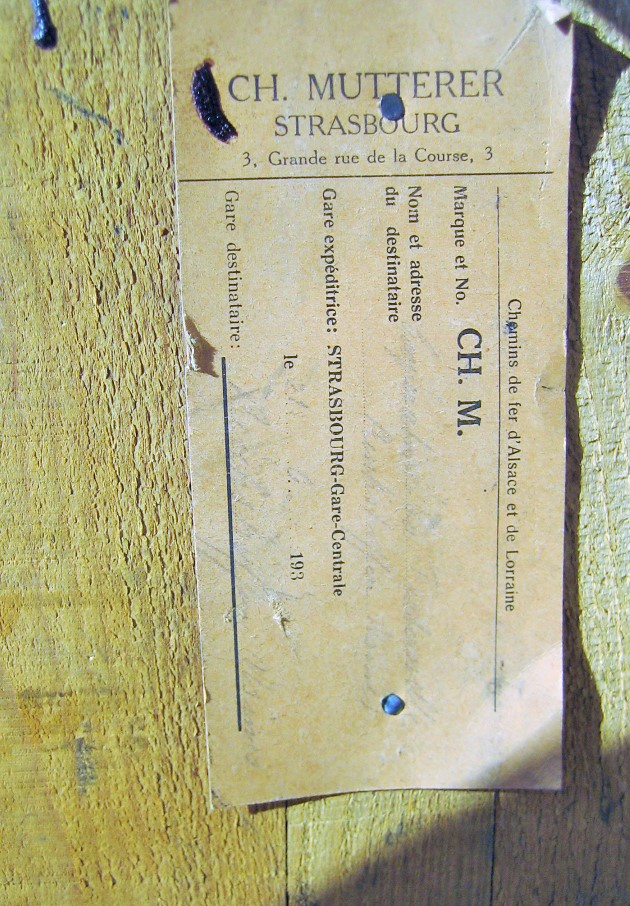 CH. MUTTERER
STRASBOURG
3, Grande rue de la Course, 3
Chemins de fer d'Alsace et de Lorraine
Marque et No. CH. M.
Nom et adresse
du destinataire
Gare expéditrice: STRASBOURG-Gare-Centrale
le 193
Gare destinataire: